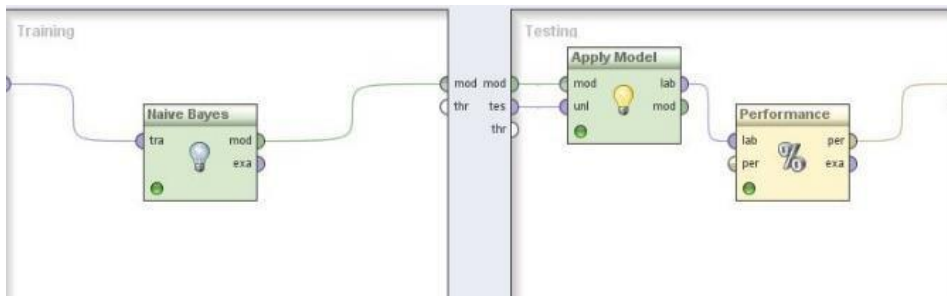 Training
Naive Bayes
tra
mod
exa
mod
thr
mod
tes
thr
Testing
Apply Model
mod
lab
unl
mod
Performance
lab
per
per
exa